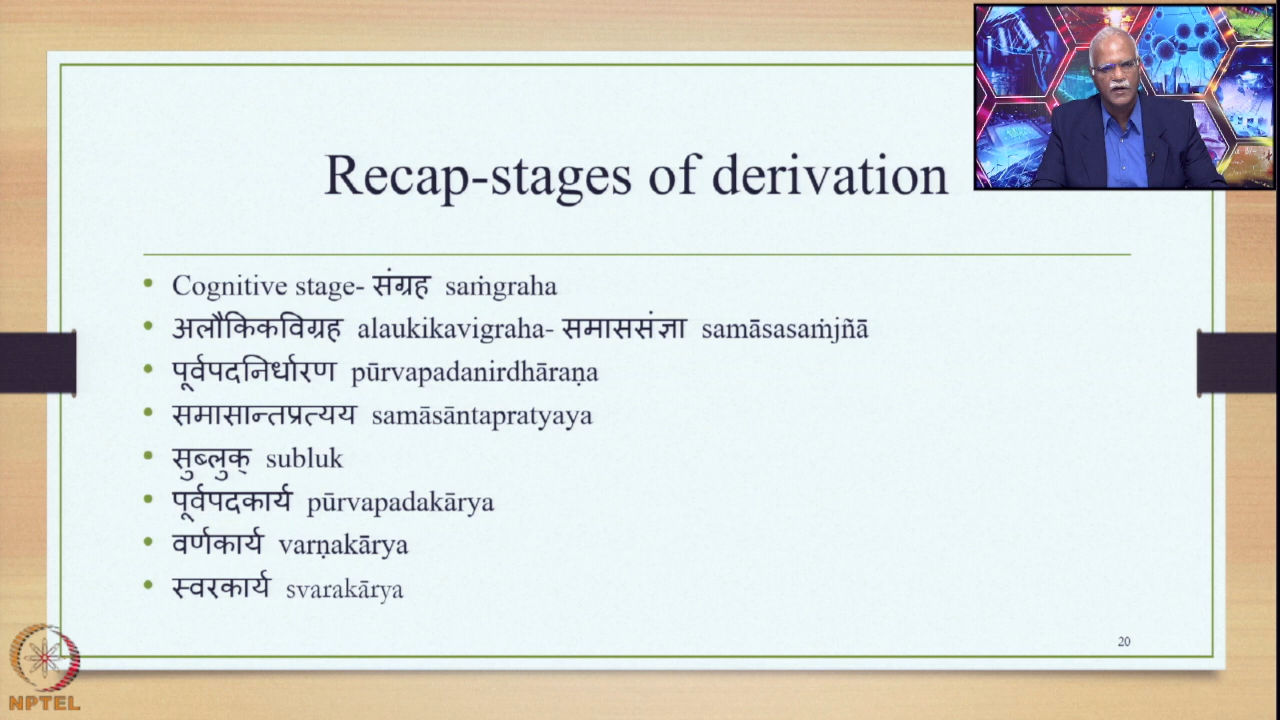 Recap-stages of derivation
• Cognitive stage- संग्रह saṁgraha
• अलौकिकविग्रह alaukikavigraha- समाससंज्ञा samāsasaṁjñā
• पूर्वपदनिर्धारण pūrvapadanirdhāraṇa
• समासान्तप्रत्यय samāsāntapratyaya
• सुब्लुक् subluk
• पूर्वपदकार्य pūrvapadakārya
• वर्णकार्य varṇakārya
• स्वरकार्य svarakārya
20
NPTEL